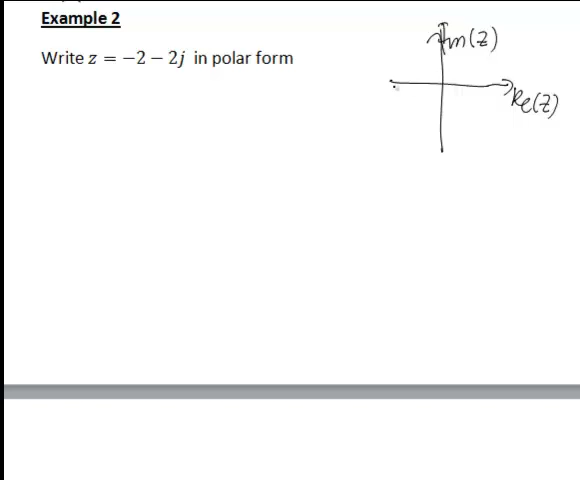 Example 2
Im(z)
Write z = −2 − 2j in polar form
Re(z)